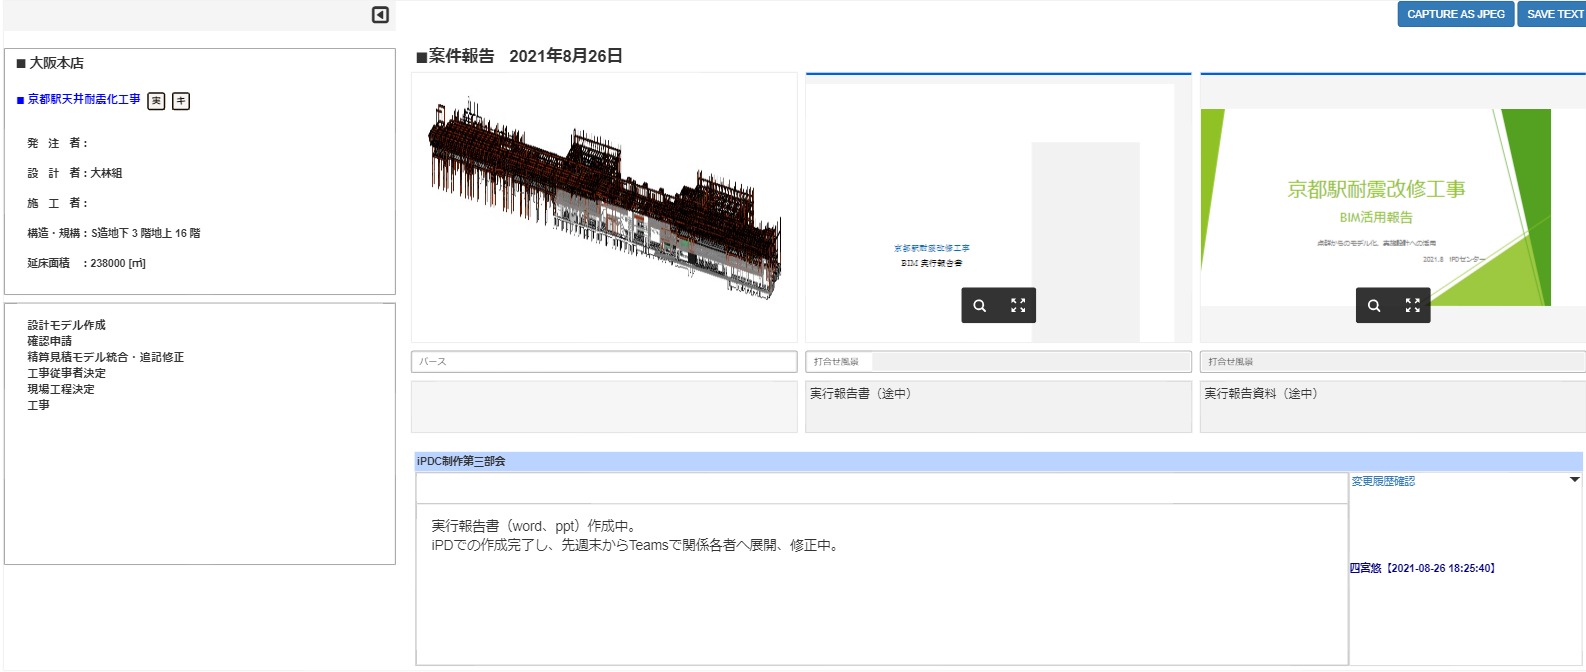 CAPTURE AS JPEG
SAVE TEXT
■ 大阪本店
■ 京都駅天井耐震化工事 実 キ
発 注 者：
設 計 者：大林組
施 工 者：
構造・規構：S造地下 3 階地上 16 階
延床面積 ：238000 [㎡]
設計モデル作成
確認申請
精算見積モデル統合・追記修正
工事従事者決定
現場工程決定
工事
■案件報告 2021年8月26日
京都駅耐震改修工事
BIM 実行報告書
京都駅耐震改修工事
BIM活用報告
点群からのモデル化、実施設計への活用
2021.8 iPDセンター
パース
打合せ風景
打合せ風景
実行報告書（途中）
実行報告資料（途中）
iPDC制作第三部会
実行報告書（word、ppt）作成中。
iPDでの作成完了し、先週末からTeamsで関係各者へ展開、修正中。
変更履歴確認
四宮悠【2021-08-26 18:25:40】